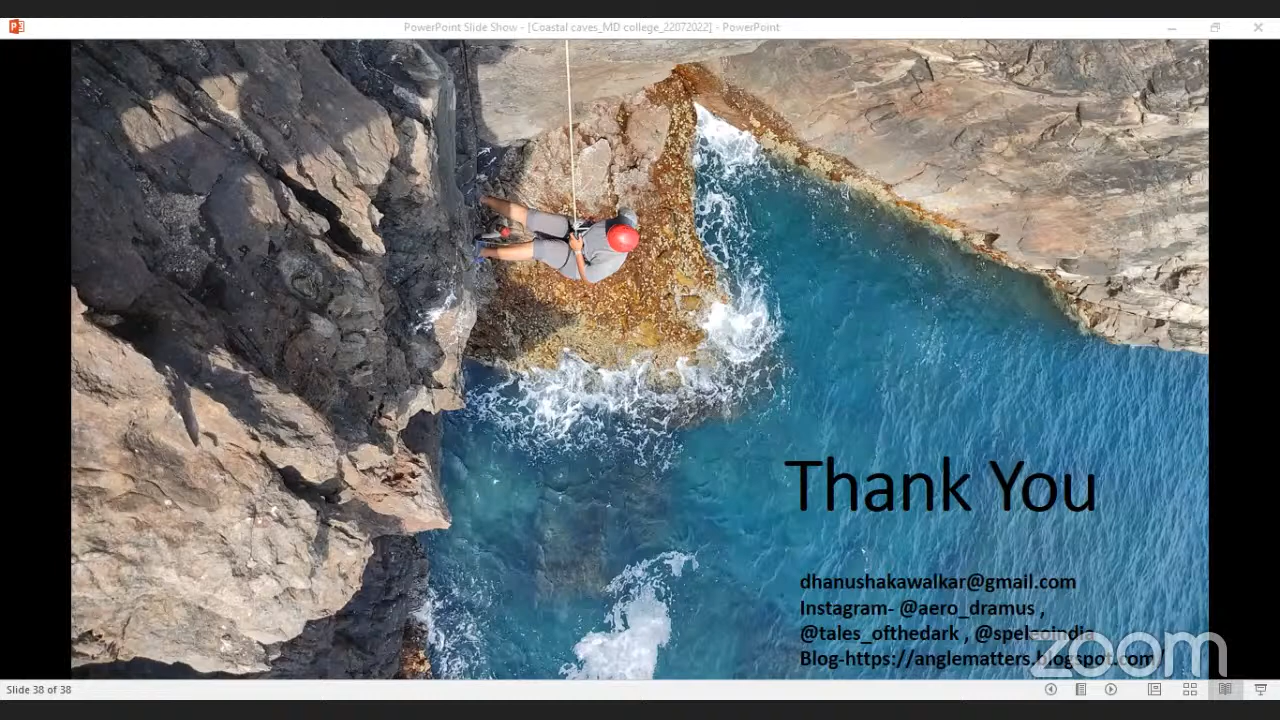 PowerPoint Slide Show - [Coastal caves_MD college_22072022] - PowerPoint
Thank You
dhanushakawalkar@gmail.com
Instagram- @aero_dramus ,
@tales_ofthedark , @speleoindia
Blog-https://anglematters.blogspot.com/
zoom
Slide 38 of 38